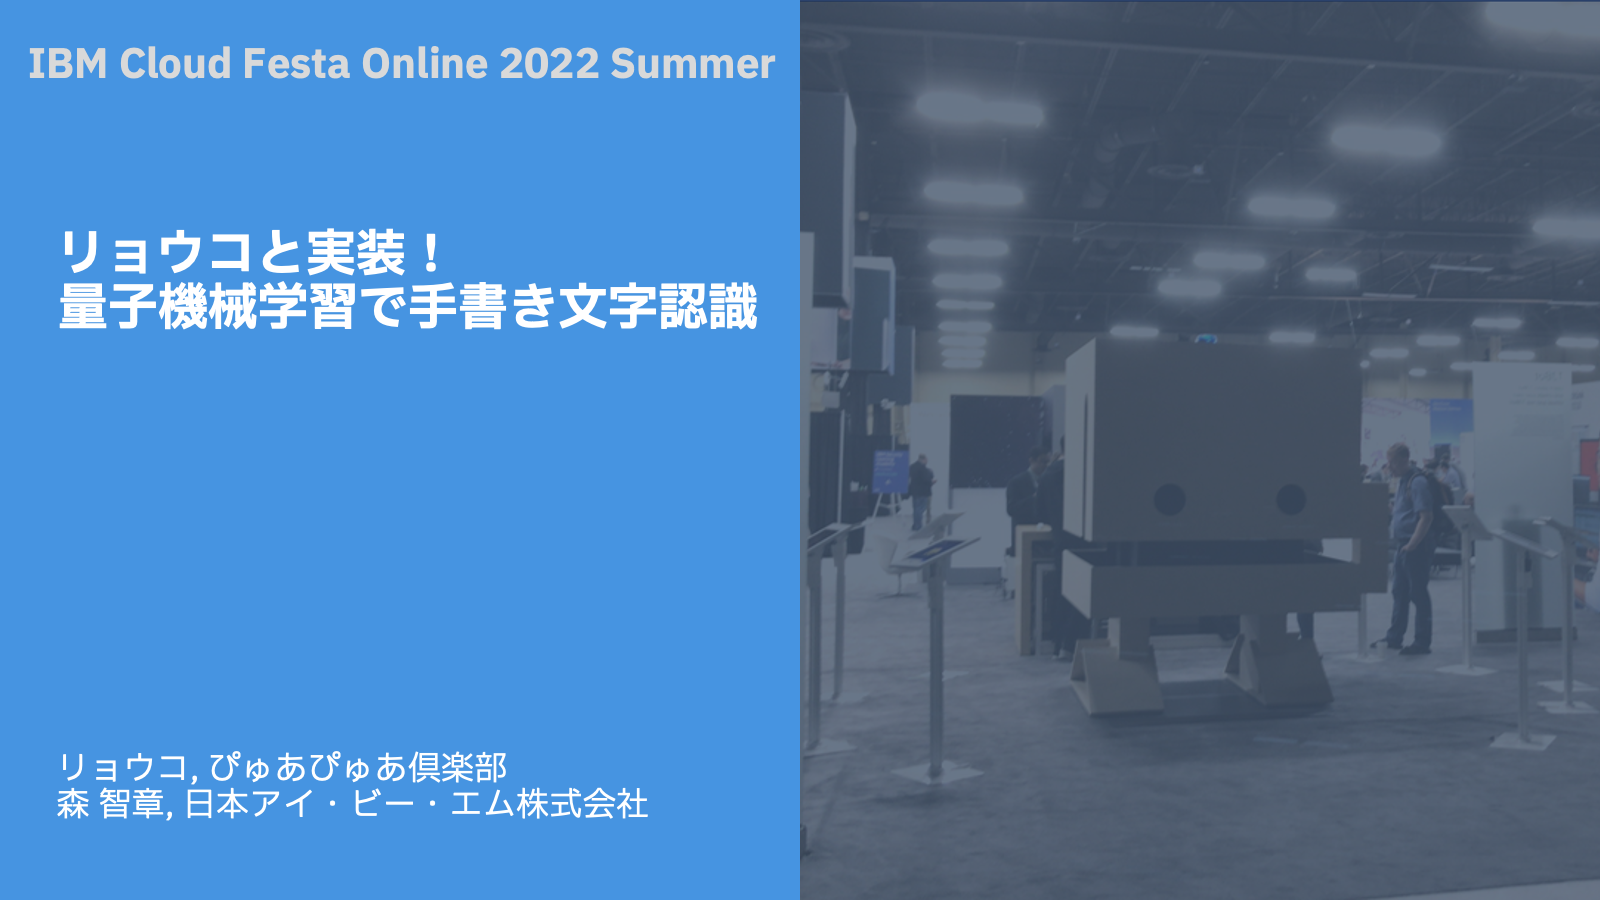 IBM Cloud Festa Online 2022 Summer
リョウコと実装！
量子機械学習で手書き文字認識
リョウコ, ぴゅあぴゅあ倶楽部
森 智章, 日本アイ・ビー・エム株式会社